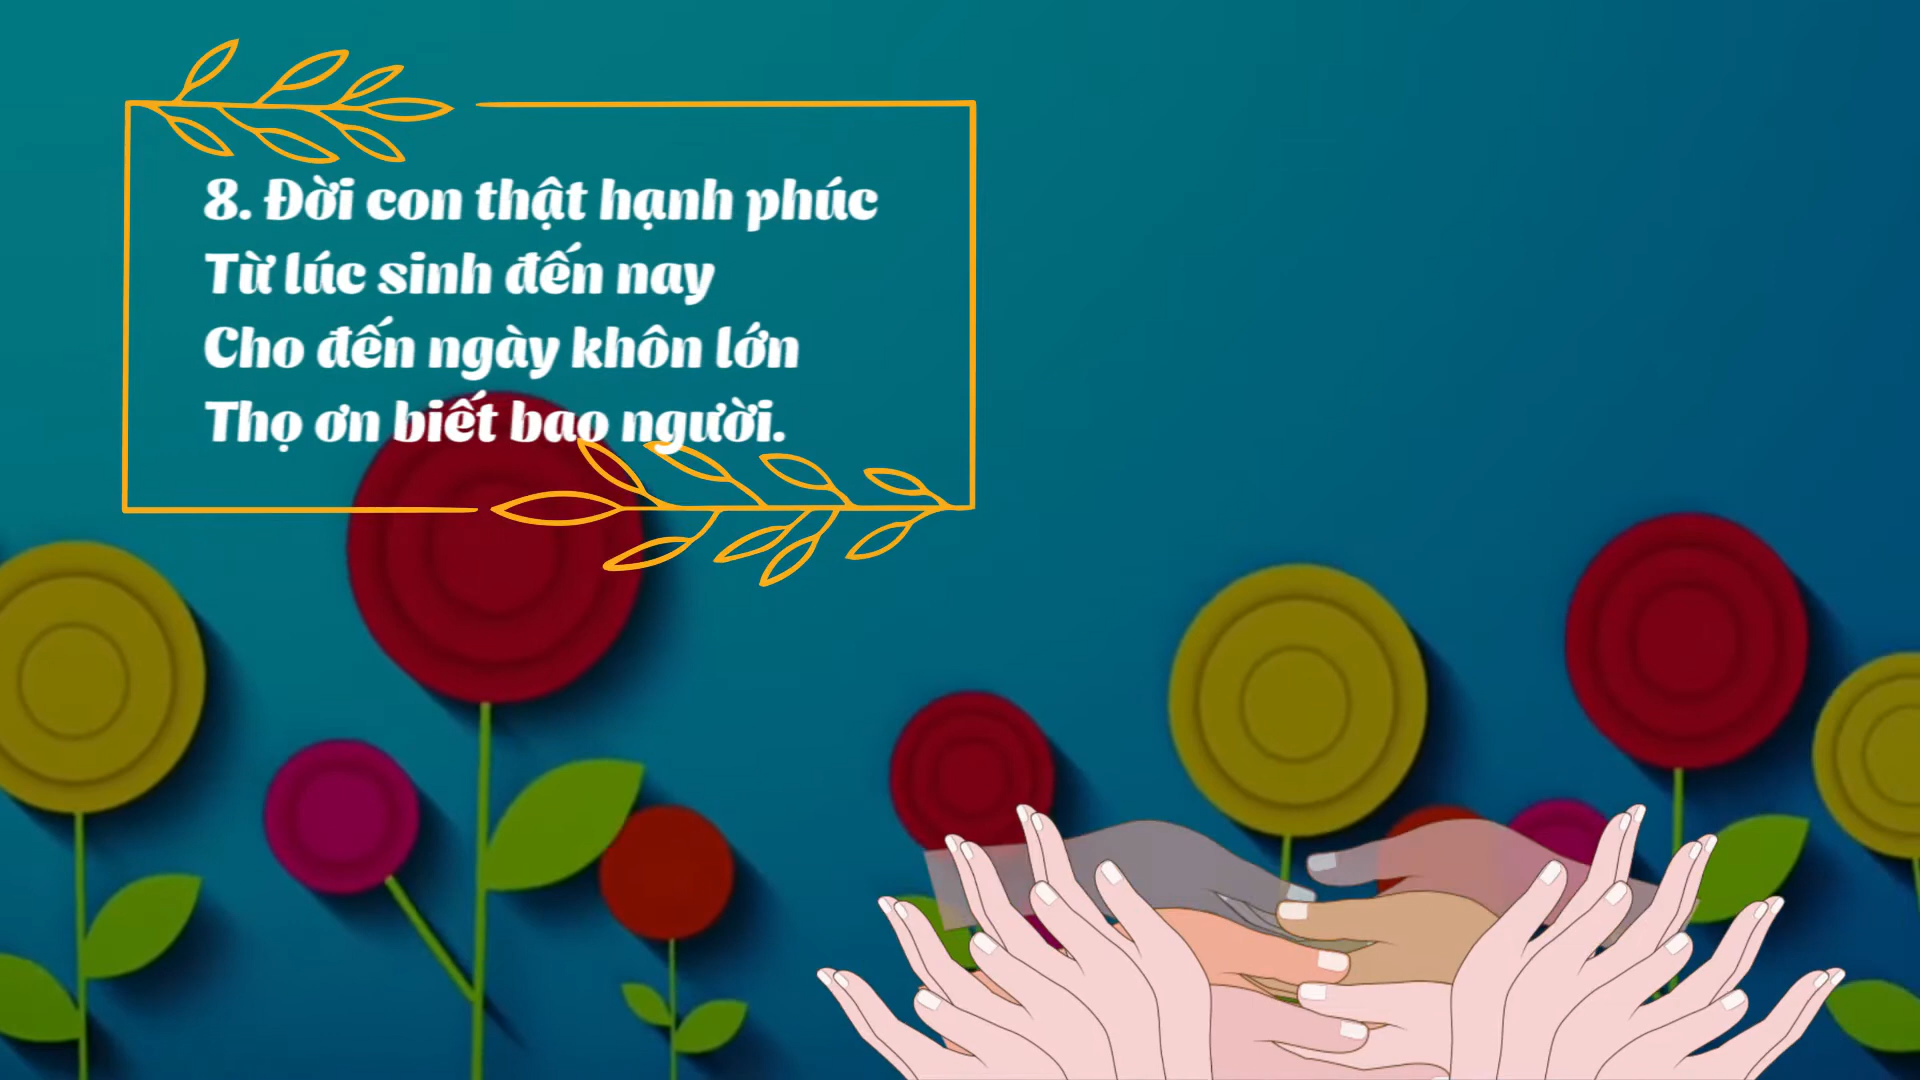 8. Đời con thật hạnh phúc
Từ lúc sinh đến nay
Cho đến ngày khôn lớn
Thọ ơn biết bao người.